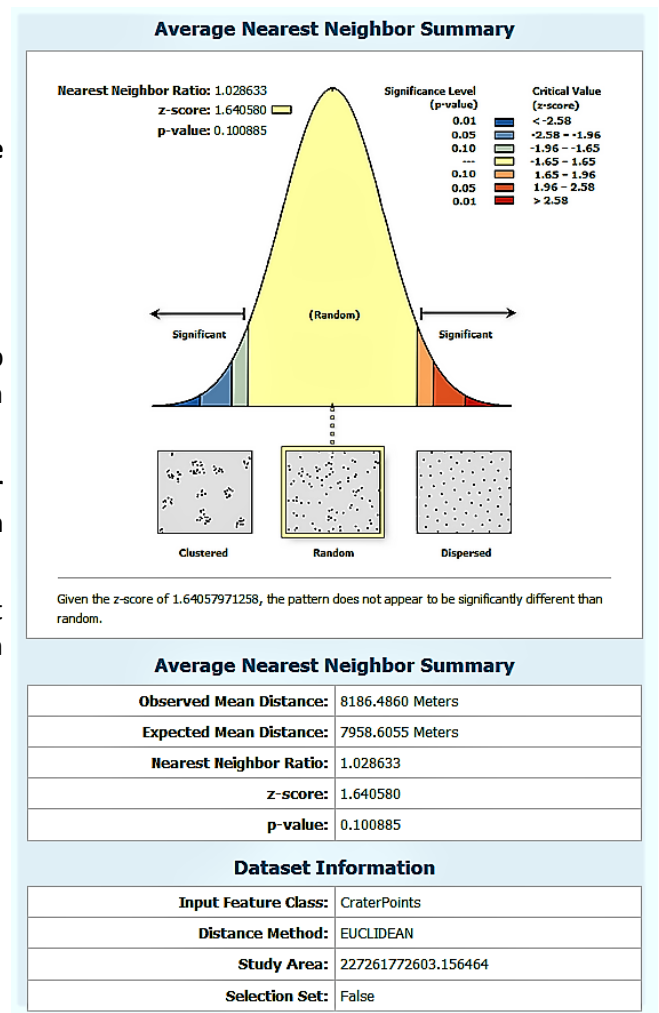 Average Nearest Neighbor Summary
Nearest Neighbor Ratio: 1.028633
z-score: 1.640580
p-value: 0.100885
Significance Level
(p-value)
Critical Value
(z-score)
0.01 < -2.58
0.05 -2.58 - -1.96
0.10 -1.96 - -1.65
--- -1.65 - 1.65
0.10 1.65 - 1.96
0.05 1.96 - 2.58
0.01 > 2.58
(Random)
Significant
Significant
Clustered
Random
Dispersed
Given the z-score of 1.64057971258, the pattern does not appear to be significantly different than
random.
Average Nearest Neighbor Summary
Observed Mean Distance: 8186.4860 Meters
Expected Mean Distance: 7958.6055 Meters
Nearest Neighbor Ratio: 1.028633
z-score: 1.640580
p-value: 0.100885
Dataset Information
Input Feature Class: CraterPoints
Distance Method: EUCLIDEAN
Study Area: 227261772603.156464
Selection Set: False